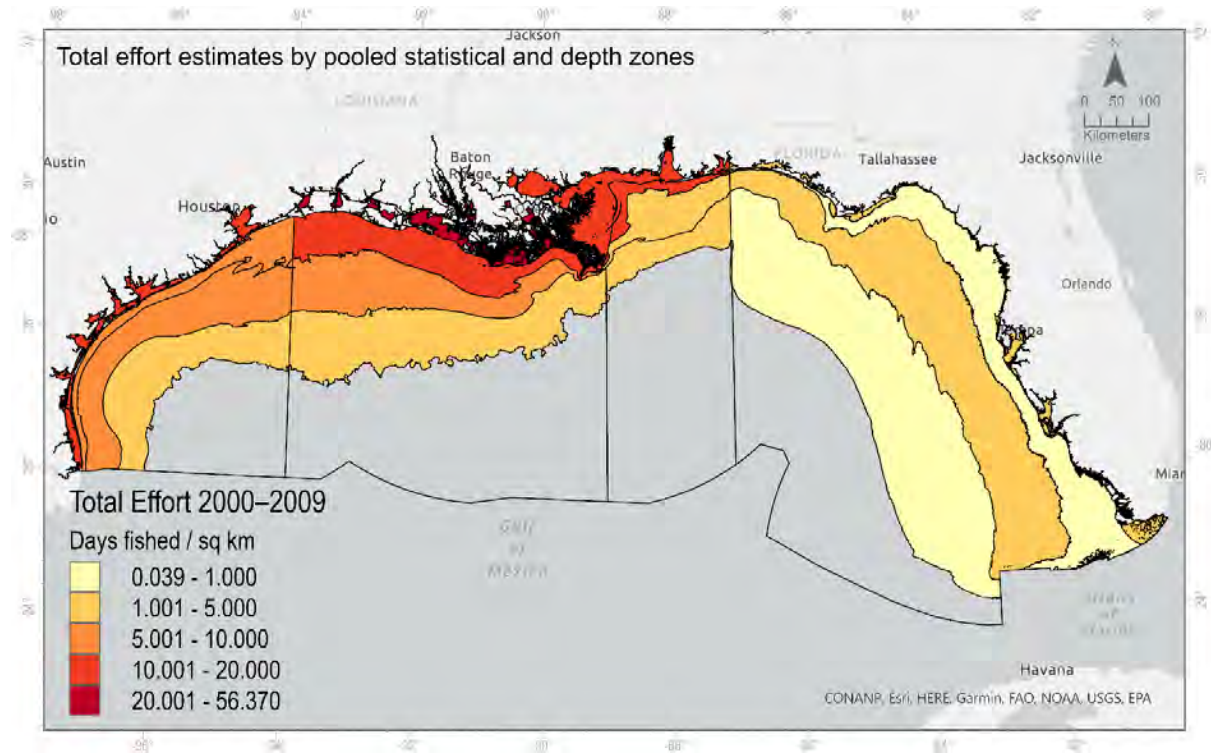 Jackson
Total effort estimates by pooled statistical and depth zones
0 50 100
Kilometers
LOUISIANA
Austin
Baton
Rouge
FLORIDA
Tallahassee
Jacksonville
Houston
io
Orlando
Miar
Total Effort 2000–2009
Days fished / sq km
0.039 - 1.000
1.001 - 5.000
5.001 - 10.000
10.001 - 20.000
20.001 - 56.370
Gulf
of
Mexico
Havana
CONANP, Esri, HERE, Garmin, FAO, NOAA, USGS, EPA